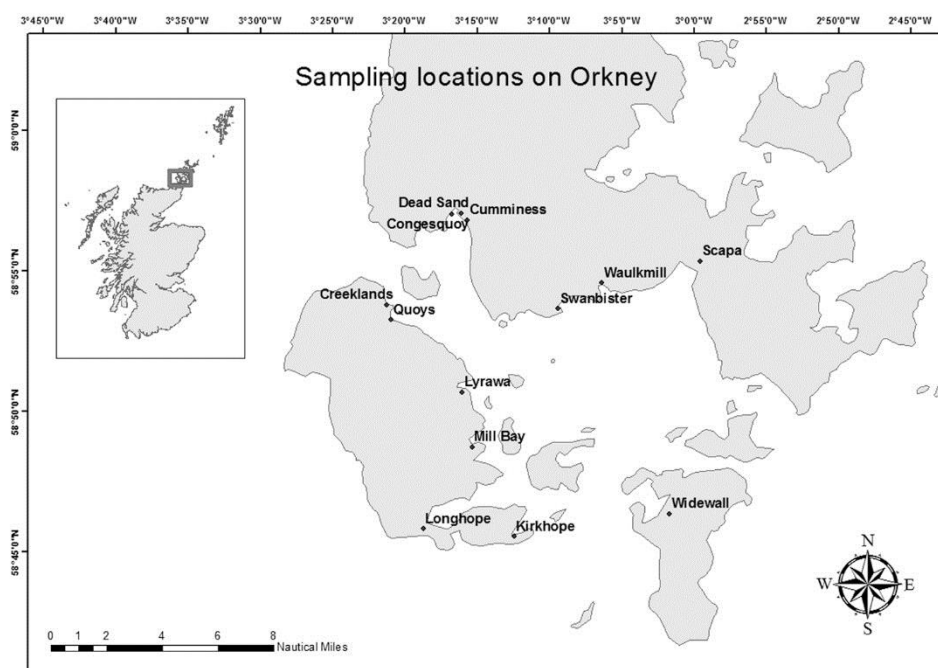 3°45'0"W 3°40'0"W 3°35'0"W 3°30'0"W 3°25'0"W 3°20'0"W 3°15'0"W 3°10'0"W 3°5'0"W 3°0'0"W 2°55'0"W 2°50'0"W 2°45'0"W
Sampling locations on Orkney
59°0'0"N
Dead Sand
Cumminess
Congesquoy
Scapa
58°55'0"N
Waulkmill
Creeklands
Swanbister
Quoys
Lyrawa
58°50'0"N
Mill Bay
Widewall
Longhope
Kirkhope
58°45'0"N
N
W E
S
0 1 2 4 6 8
Nautical Miles